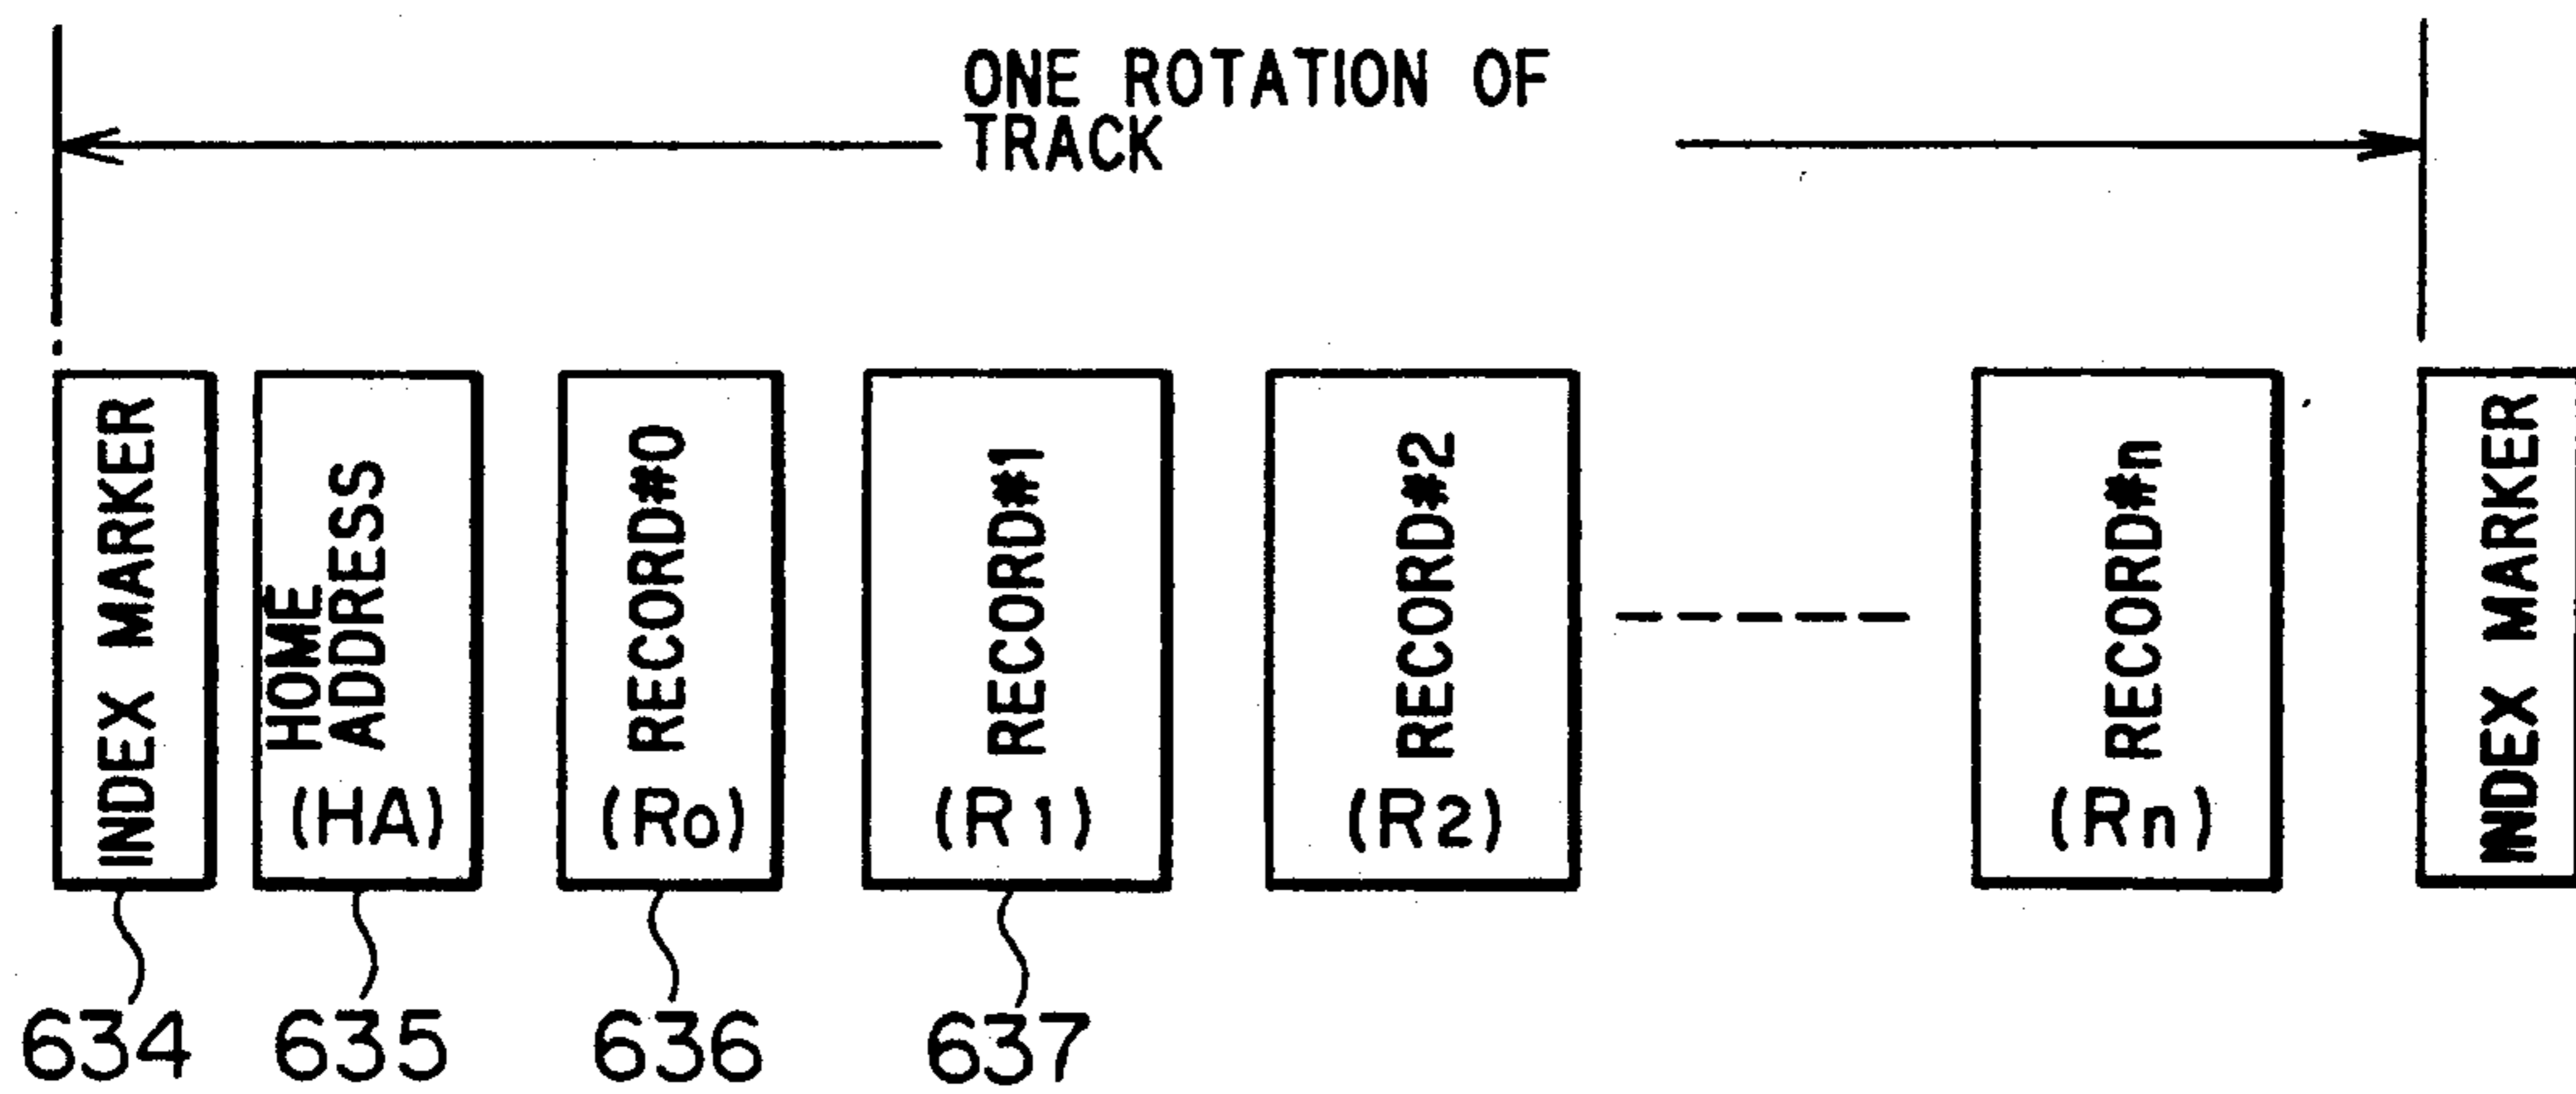 ONE ROTATION OF
TRACK
INDEX MARKER
HOME
ADDRESS
(HA)
RECORD#0
(R0)
RECORD#1
(R1)
RECORD#2
(R2)
RECORD#n
(Rn)
INDEX MARKER
634
635
636
637